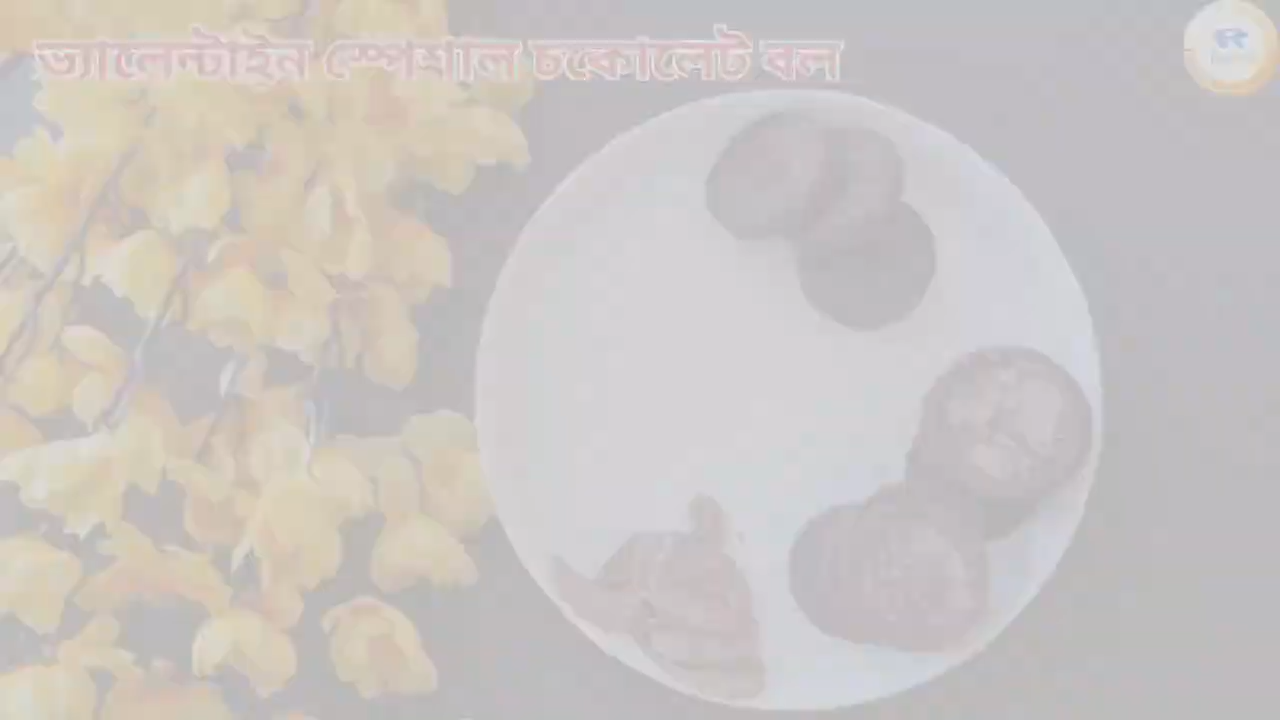 ভ্যালেন্টাইন স্পেশাল চকোলেট বল